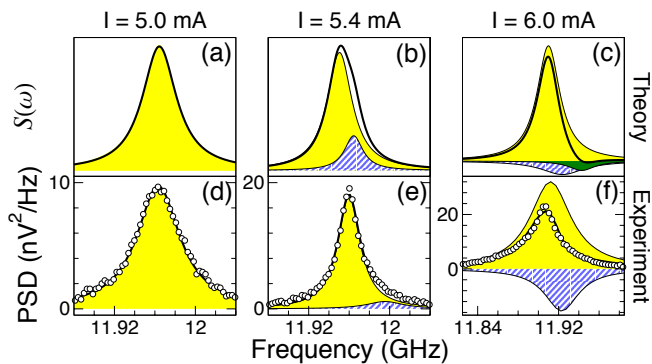 I = 5.0 mA
I = 5.4 mA
I = 6.0 mA
S(ω)
(a)
(b)
(c)
Theory
PSD (nV²/Hz)
10
0
(d)
20
0
(e)
20
0
(f)
Experiment
11.92
12
11.92
12
11.84
11.92
Frequency (GHz)